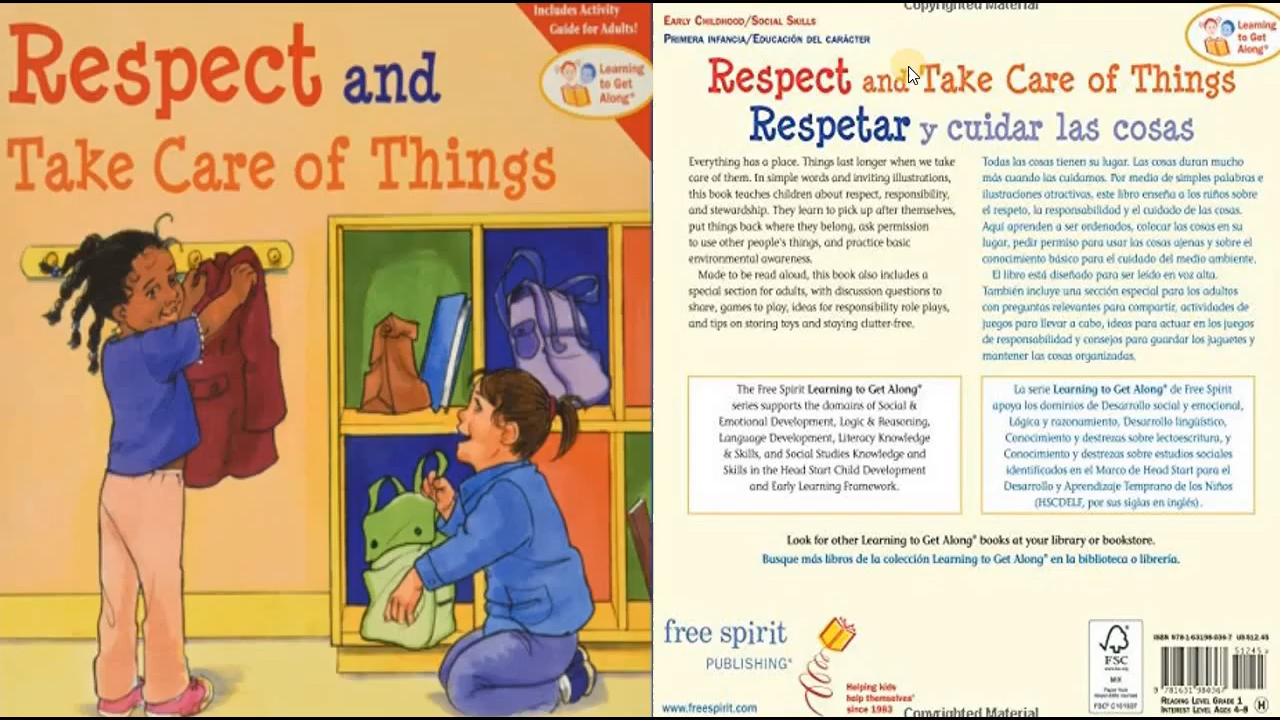 Respect and
Take Care of Things
Includes Activity
Guide for Adults!
Learning
to Get
Along®
Copyrighted Material
Early Childhood/Social Skills
Primera infancia/Educación del carácter
Learning
to Get
Along®
Respect and Take Care of Things
Respetar y cuidar las cosas
Everything has a place. Things last longer when we take
care of them. In simple words and inviting illustrations,
this book teaches children about respect, responsibility,
and stewardship. They learn to pick up after themselves,
put things back where they belong, ask permission
to use other people's things, and practice basic
environmental awareness.
Made to be read aloud, this book also includes a
special section for adults, with discussion questions to
share, games to play, ideas for responsibility role plays,
and tips on storing toys and staying clutter-free.
Todas las cosas tienen su lugar. Las cosas duran mucho
más cuando las cuidamos. Por medio de simples palabras e
ilustraciones atractivas, este libro enseña a los niños sobre
el respeto, la responsabilidad y el cuidado de las cosas.
Aquí aprenden a ser ordenados, colocar las cosas en su
lugar, pedir permiso para usar las cosas ajenas y sobre el
conocimiento básico para el cuidado del medio ambiente.
El libro está diseñado para ser leído en voz alta.
También incluye una sección especial para los adultos
con preguntas relevantes para compartir, actividades de
juegos para llevar a cabo, ideas para actuar en los juegos
de responsabilidad y consejos para guardar los juguetes y
mantener las cosas organizadas.
The Free Spirit Learning to Get Along®
series supports the domains of Social &
Emotional Development, Logic & Reasoning,
Language Development, Literacy Knowledge
& Skills, and Social Studies Knowledge and
Skills in the Head Start Child Development
and Early Learning Framework.
La serie Learning to Get Along® de Free Spirit
apoya los dominios de Desarrollo social y emocional,
Lógica y razonamiento, Desarrollo lingüístico,
Conocimiento y destrezas sobre lectoescritura, y
Conocimiento y destrezas sobre estudios sociales
identificados en el Marco de Head Start para el
Desarrollo y Aprendizaje Temprano de los Niños
(HSCDELF, por sus siglas en inglés).
Look for other Learning to Get Along® books at your library or bookstore.
Busque más libros de la colección Learning to Get Along® en la biblioteca o librería.
free spirit
PUBLISHING®
Helping kids
help themselves®
since 1983
www.freespirit.com
FSC
MIX
Paper from
responsible sources
ISBN 978-1-63198-036-7 US$12.45
51245
9 781631 980367
Reading Level Grade 1
Interest Level Ages 4–8
H
Copyrighted Material